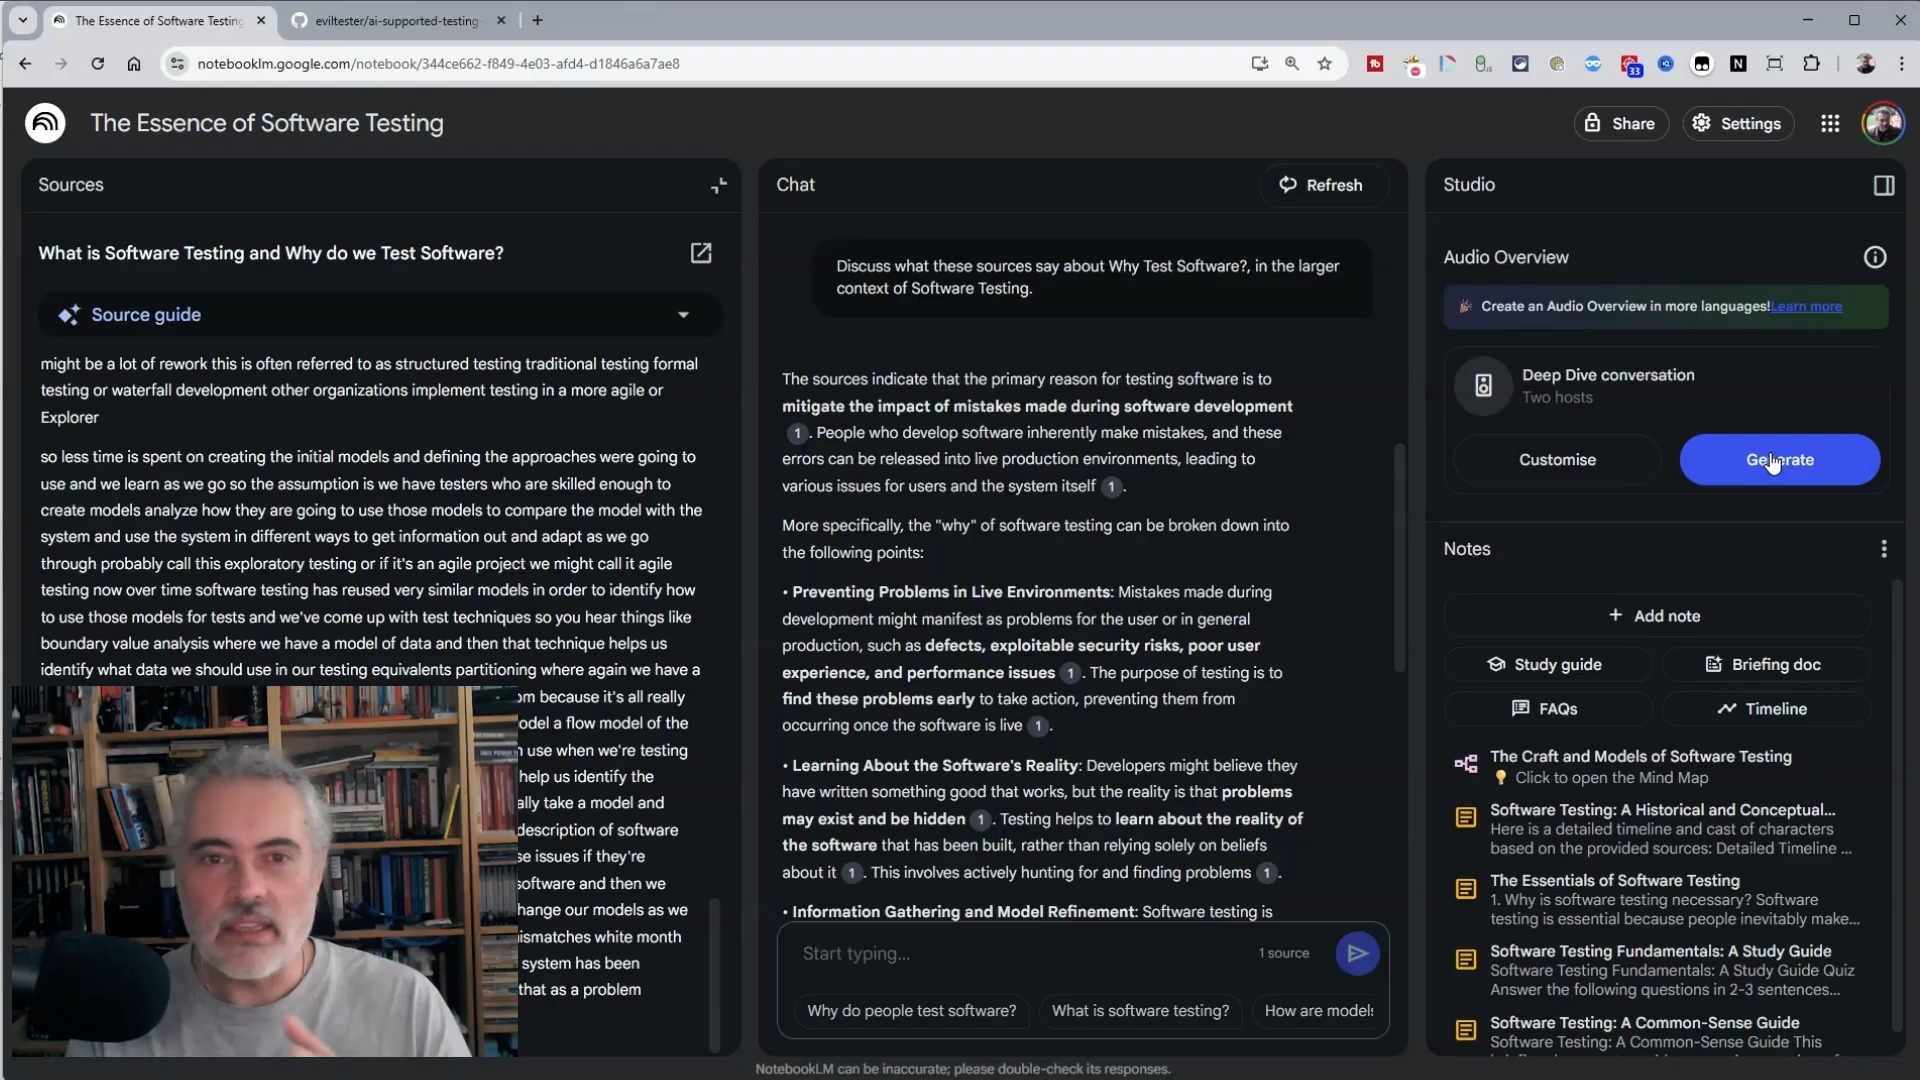 The Essence of Software Testing
eviltester/ai-supported-testing-
notebooklm.google.com/notebook/344ce662-f849-4e03-afd4-d1846a6a7ae8
33
The Essence of Software Testing
Share
Settings
Sources
What is Software Testing and Why do we Test Software?
Source guide
might be a lot of rework this is often referred to as structured testing traditional testing formal
testing or waterfall development other organizations implement testing in a more agile or
Explorer
so less time is spent on creating the initial models and defining the approaches were going to
use and we learn as we go so the assumption is we have testers who are skilled enough to
create models analyze how they are going to use those models to compare the model with the
system and use the system in different ways to get information out and adapt as we go
through probably call this exploratory testing or if it's an agile project we might call it agile
testing now over time software testing has reused very similar models in order to identify how
to use those models for tests and we've come up with test techniques so you hear things like
boundary value analysis where we have a model of data and then that technique helps us
identify what data we should use in our testing equivalents partitioning where again we have a
om because it's all really
odel a flow model of the
n use when we're testing
help us identify the
ally take a model and
description of software
se issues if they're
software and then we
hange our models as we
ismatches white month
system has been
that as a problem
Chat
Refresh
Discuss what these sources say about Why Test Software?, in the larger
context of Software Testing.
The sources indicate that the primary reason for testing software is to
mitigate the impact of mistakes made during software development
1. People who develop software inherently make mistakes, and these
errors can be released into live production environments, leading to
various issues for users and the system itself 1.
More specifically, the "why" of software testing can be broken down into
the following points:
• Preventing Problems in Live Environments: Mistakes made during
development might manifest as problems for the user or in general
production, such as defects, exploitable security risks, poor user
experience, and performance issues 1. The purpose of testing is to
find these problems early to take action, preventing them from
occurring once the software is live 1.
• Learning About the Software's Reality: Developers might believe they
have written something good that works, but the reality is that problems
may exist and be hidden 1. Testing helps to learn about the reality of
the software that has been built, rather than relying solely on beliefs
about it 1. This involves actively hunting for and finding problems 1.
• Information Gathering and Model Refinement: Software testing is
Start typing...
1 source
Why do people test software?
What is software testing?
How are models
NotebookLM can be inaccurate; please double-check its responses.
Studio
Audio Overview
Create an Audio Overview in more languages!Learn more
Deep Dive conversation
Two hosts
Customise
Generate
Notes
+ Add note
Study guide
Briefing doc
FAQs
Timeline
The Craft and Models of Software Testing
Click to open the Mind Map
Software Testing: A Historical and Conceptual...
Here is a detailed timeline and cast of characters
based on the provided sources: Detailed Timeline ...
The Essentials of Software Testing
1. Why is software testing necessary? Software
testing is essential because people inevitably make...
Software Testing Fundamentals: A Study Guide
Software Testing Fundamentals: A Study Guide Quiz
Answer the following questions in 2-3 sentences...
Software Testing: A Common-Sense Guide
Software Testing: A Common-Sense Guide This